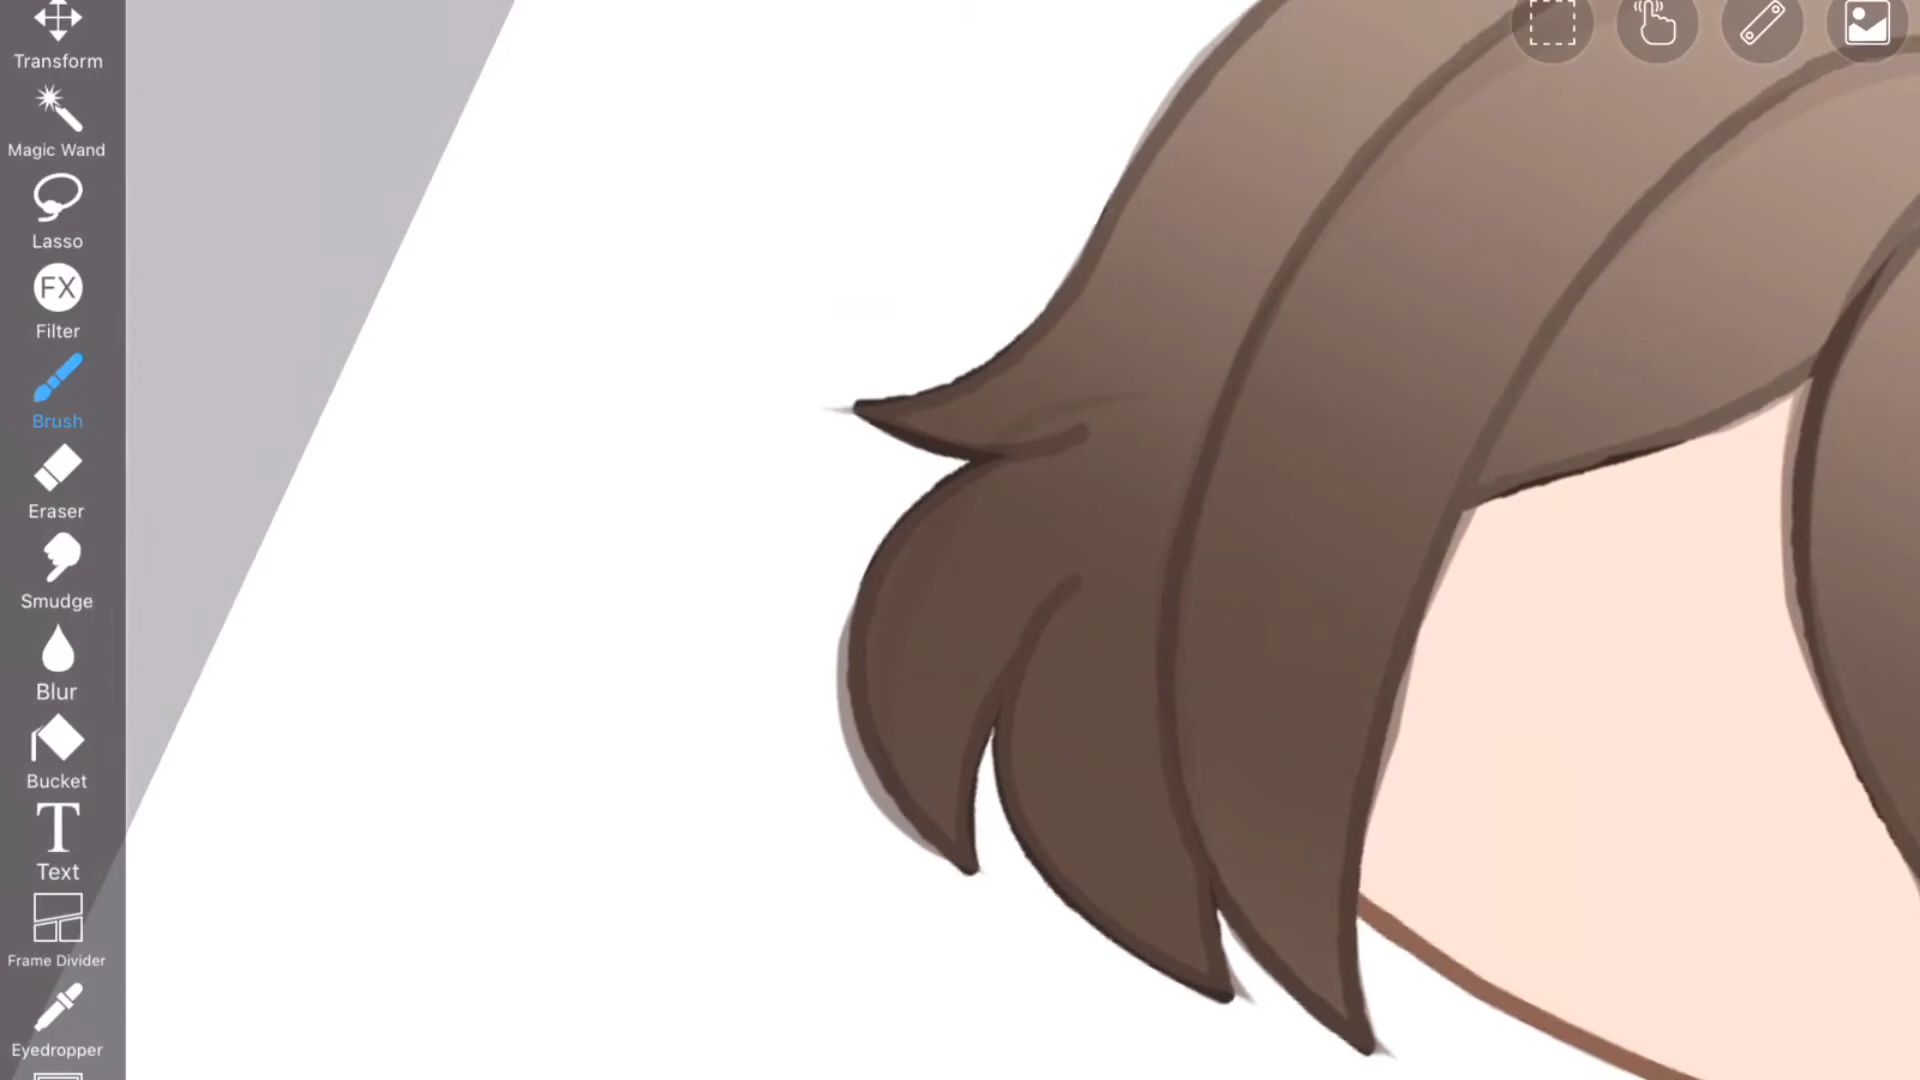 Transform
Magic Wand
Lasso
FX
Filter
Brush
Eraser
Smudge
Blur
Bucket
T
Text
Frame Divider
Eyedropper